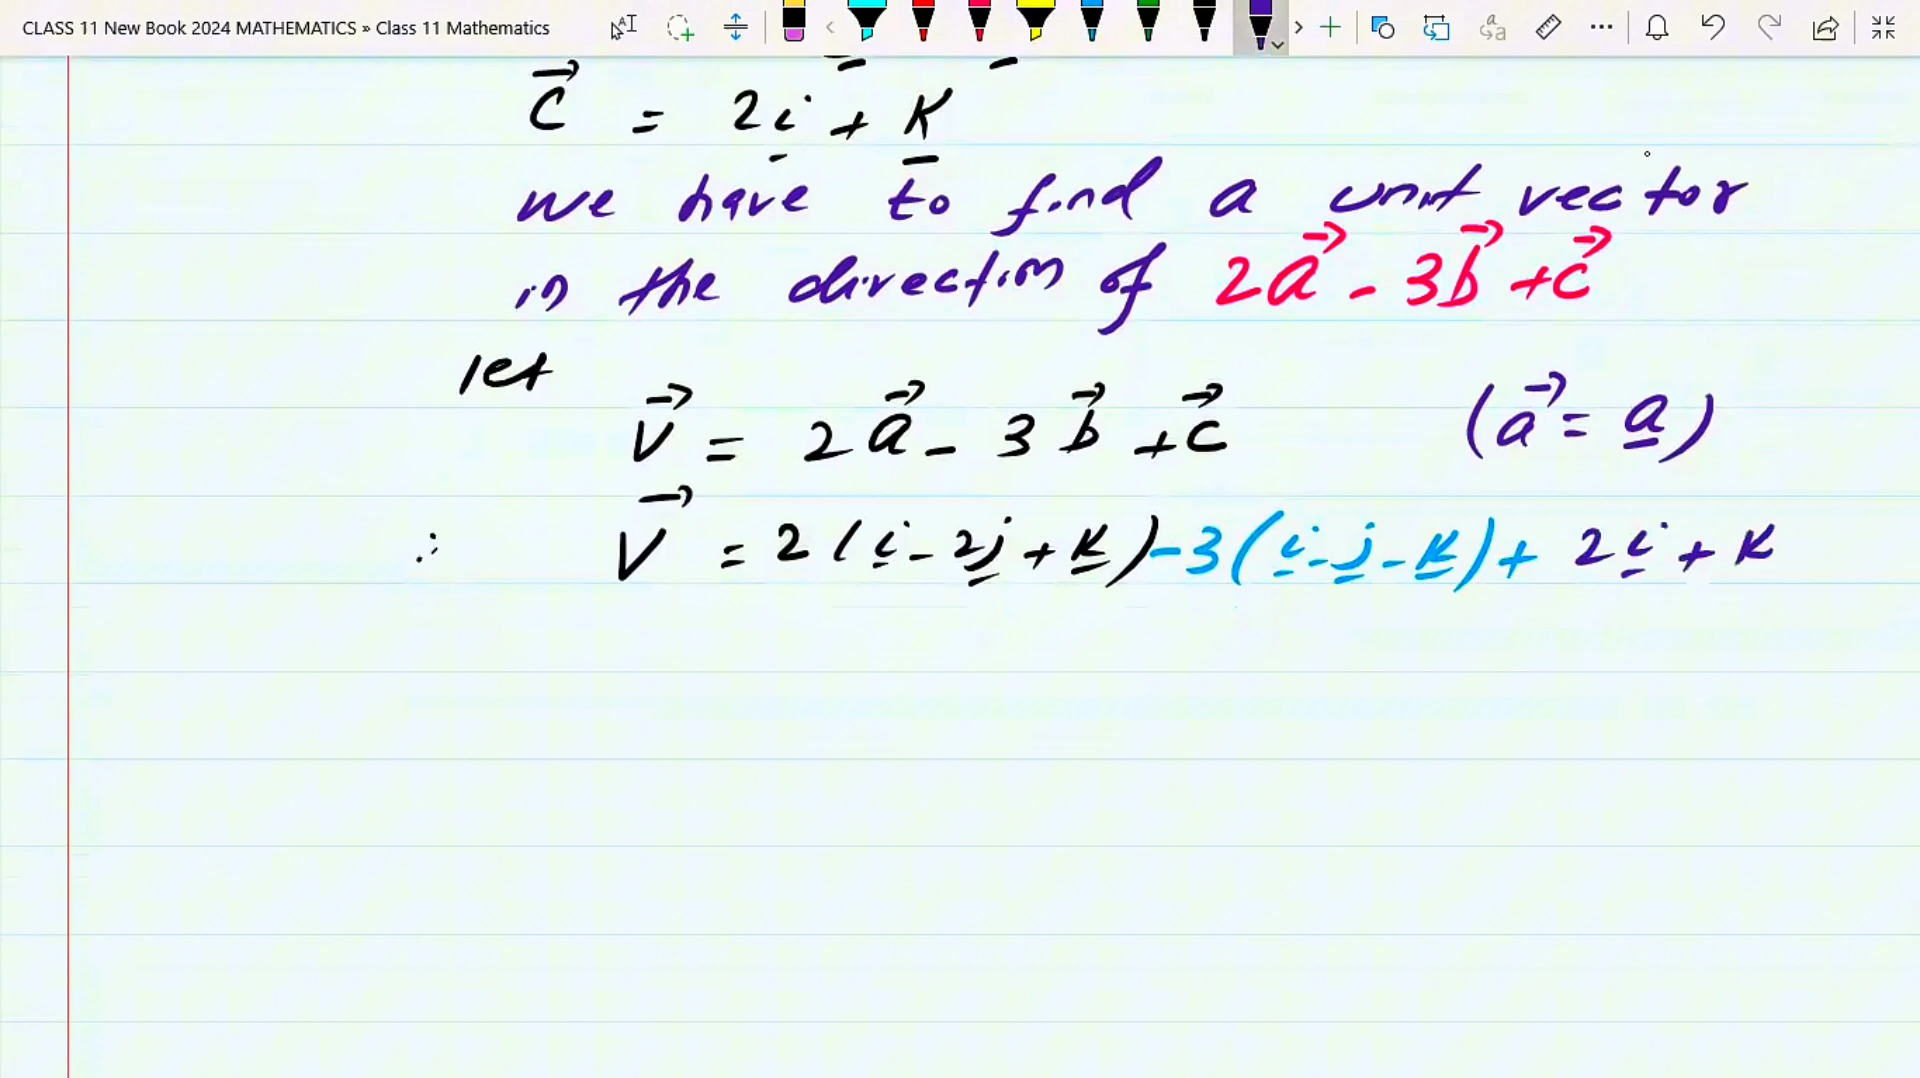 CLASS 11 New Book 2024 MATHEMATICS » Class 11 Mathematics
c⃗ = 2i̲ + k̲
we have to find a unit vector
in the direction of 2a⃗ - 3b⃗ + c⃗
let
v⃗ = 2a⃗ - 3b⃗ + c⃗ (a⃗ = a̲)
∴ v⃗ = 2(i̲ - 2j̲ + k̲) - 3(i̲ - j̲ - k̲) + 2i̲ + k